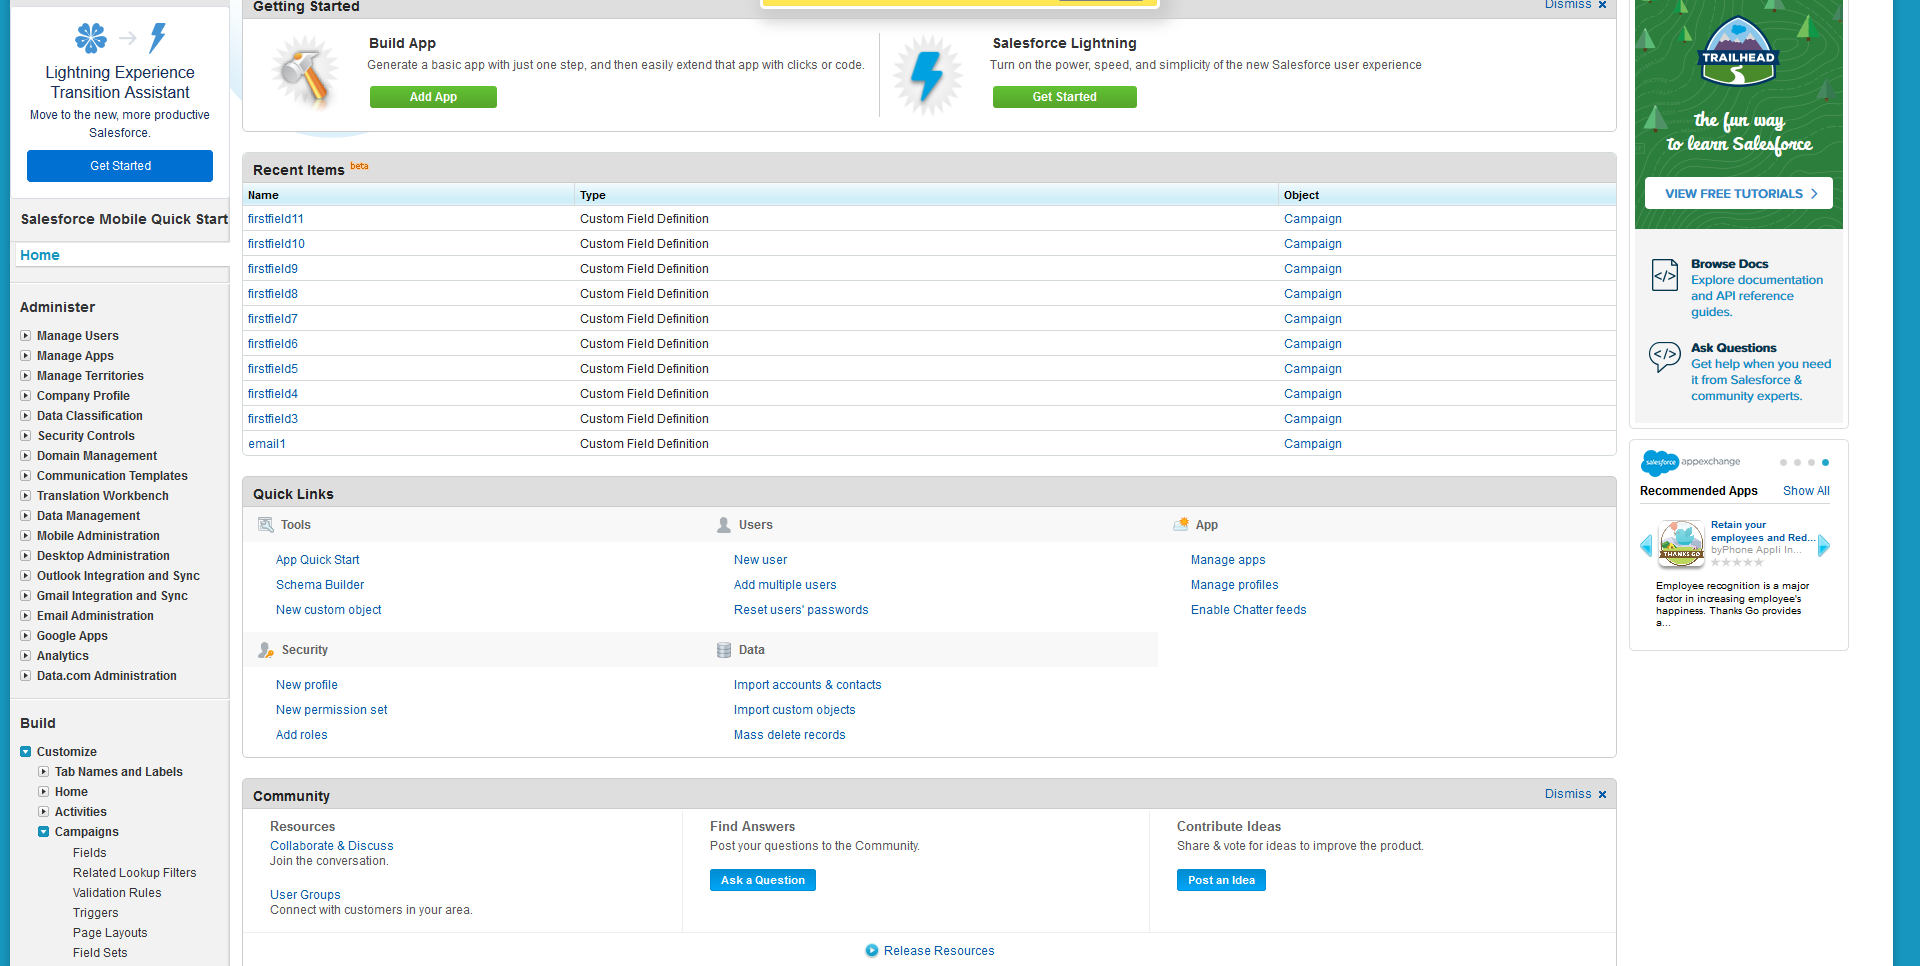 Lightning Experience
Transition Assistant
Move to the new, more productive
Salesforce.
Get Started
Salesforce Mobile Quick Start
Home
Administer
Manage Users
Manage Apps
Manage Territories
Company Profile
Data Classification
Security Controls
Domain Management
Communication Templates
Translation Workbench
Data Management
Mobile Administration
Desktop Administration
Outlook Integration and Sync
Gmail Integration and Sync
Email Administration
Google Apps
Analytics
Data.com Administration
Build
Customize
Tab Names and Labels
Home
Activities
Campaigns
Fields
Related Lookup Filters
Validation Rules
Triggers
Page Layouts
Field Sets
Getting Started
Dismiss
Build App
Generate a basic app with just one step, and then easily extend that app with clicks or code.
Add App
Salesforce Lightning
Turn on the power, speed, and simplicity of the new Salesforce user experience
Get Started
Recent Items beta
Name Type Object
firstfield11 Custom Field Definition Campaign
firstfield10 Custom Field Definition Campaign
firstfield9 Custom Field Definition Campaign
firstfield8 Custom Field Definition Campaign
firstfield7 Custom Field Definition Campaign
firstfield6 Custom Field Definition Campaign
firstfield5 Custom Field Definition Campaign
firstfield4 Custom Field Definition Campaign
firstfield3 Custom Field Definition Campaign
email1 Custom Field Definition Campaign
Quick Links
Tools
App Quick Start
Schema Builder
New custom object
Users
New user
Add multiple users
Reset users' passwords
App
Manage apps
Manage profiles
Enable Chatter feeds
Security
New profile
New permission set
Add roles
Data
Import accounts & contacts
Import custom objects
Mass delete records
Community
Dismiss
Resources
Collaborate & Discuss
Join the conversation.
User Groups
Connect with customers in your area.
Find Answers
Post your questions to the Community.
Ask a Question
Contribute Ideas
Share & vote for ideas to improve the product.
Post an Idea
Release Resources
TRAILHEAD
the fun way
to learn Salesforce
VIEW FREE TUTORIALS
Browse Docs
Explore documentation
and API reference
guides.
Ask Questions
Get help when you need
it from Salesforce &
community experts.
salesforce appexchange
Recommended Apps Show All
THANKS GO
Retain your
employees and Red...
byPhone Appli In...
Employee recognition is a major
factor in increasing employee's
happiness. Thanks Go provides
a...